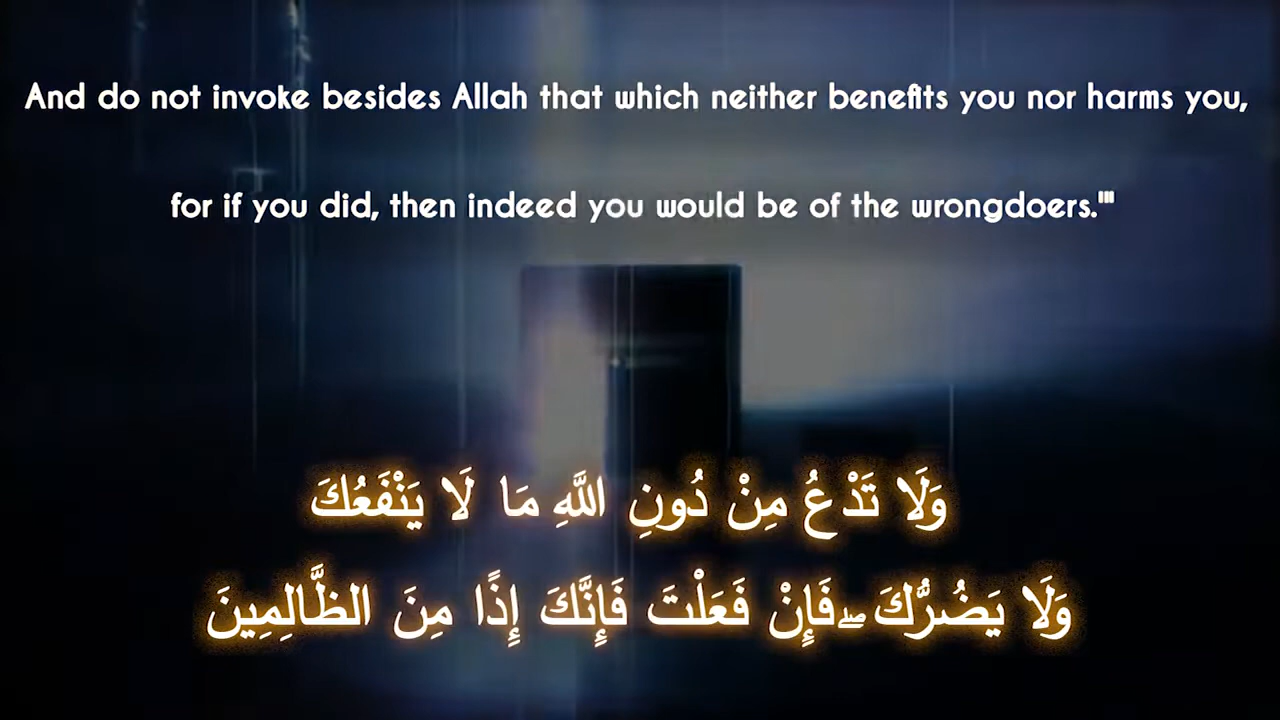 And do not invoke besides Allah that which neither benefits you nor harms you,
for if you did, then indeed you would be of the wrongdoers."'
وَلَا تَدْعُ مِنْ دُونِ اللَّهِ مَا لَا يَنْفَعُكَ
وَلَا يَضُرُّكَ ۖ فَإِنْ فَعَلْتَ فَإِنَّكَ إِذًا مِنَ الظَّالِمِينَ